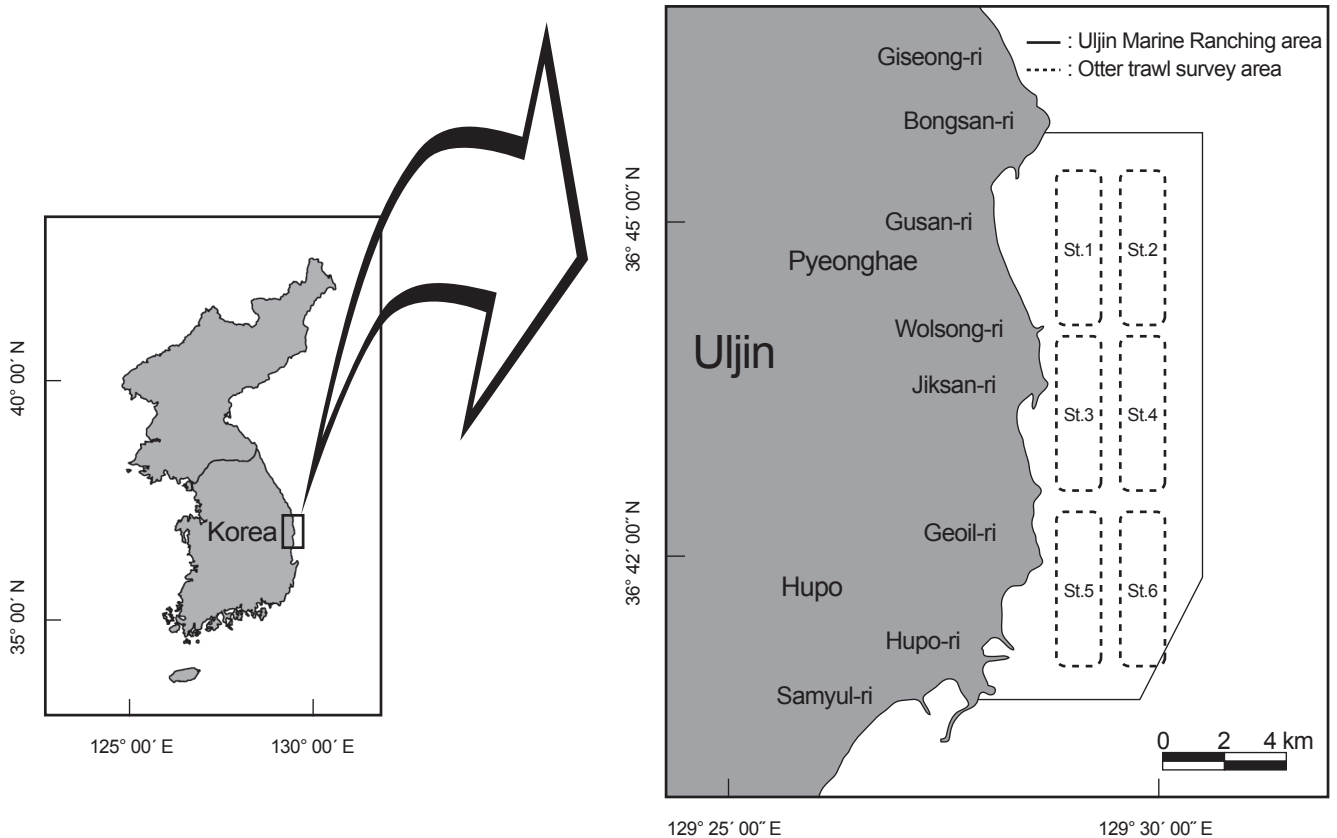 40° 00′ N
35° 00′ N
Korea
125° 00′ E
130° 00′ E
36° 45′ 00″ N
36° 42′ 00″ N
Giseong-ri
: Uljin Marine Ranching area
: Otter trawl survey area
Bongsan-ri
Gusan-ri
Pyeonghae
St.1
St.2
Wolsong-ri
Uljin
Jiksan-ri
St.3
St.4
Geoil-ri
Hupo
St.5
St.6
Hupo-ri
Samyul-ri
0 2 4 km
129° 25′ 00″ E
129° 30′ 00″ E